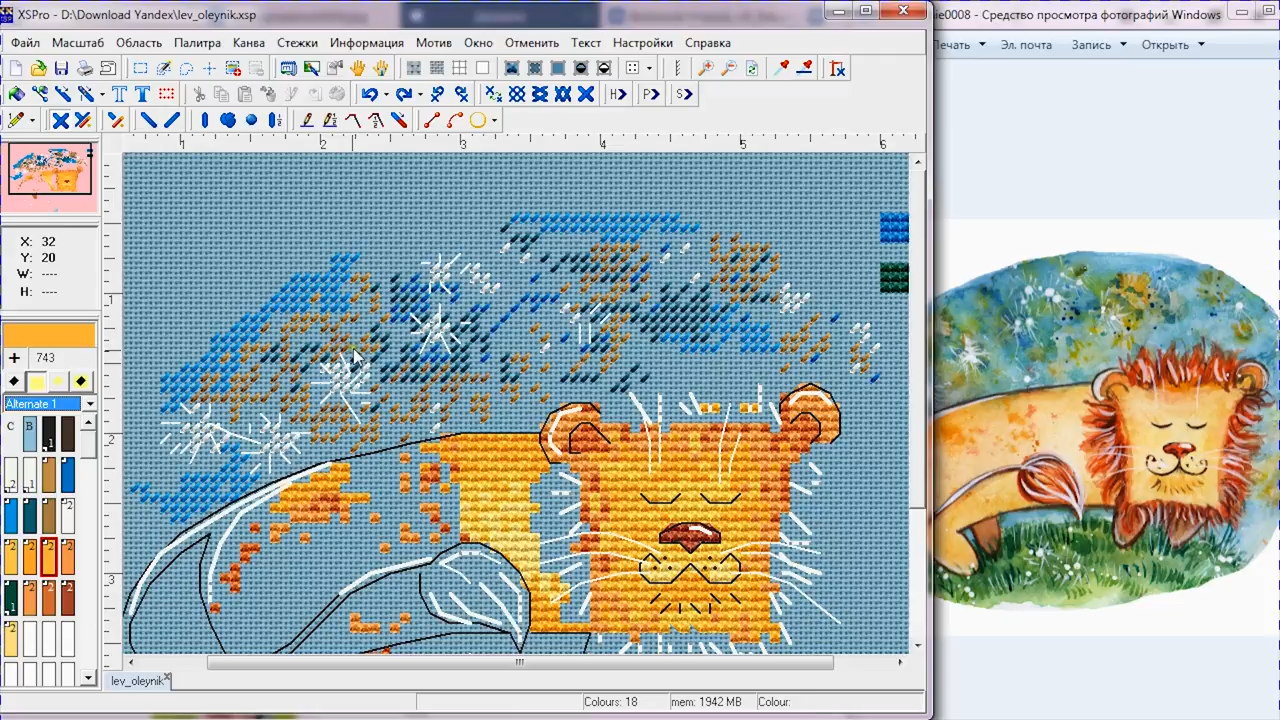 XSPro - D:\Download Yandex\lev_oleynik.xsp
Файл Масштаб Область Палитра Канва Стежки Информация Мотив Окно Отменить Текст Настройки Справка
H P S
1 2 3 4 5 6
1
2
3
X: 32
Y: 20
W: ----
H: ----
743
Alternate 1
C B
lev_oleynik
Colours: 18 mem: 1942 MB Colour:
0008 - Средство просмотра фотографий Windows
Печать Эл. почта Запись Открыть